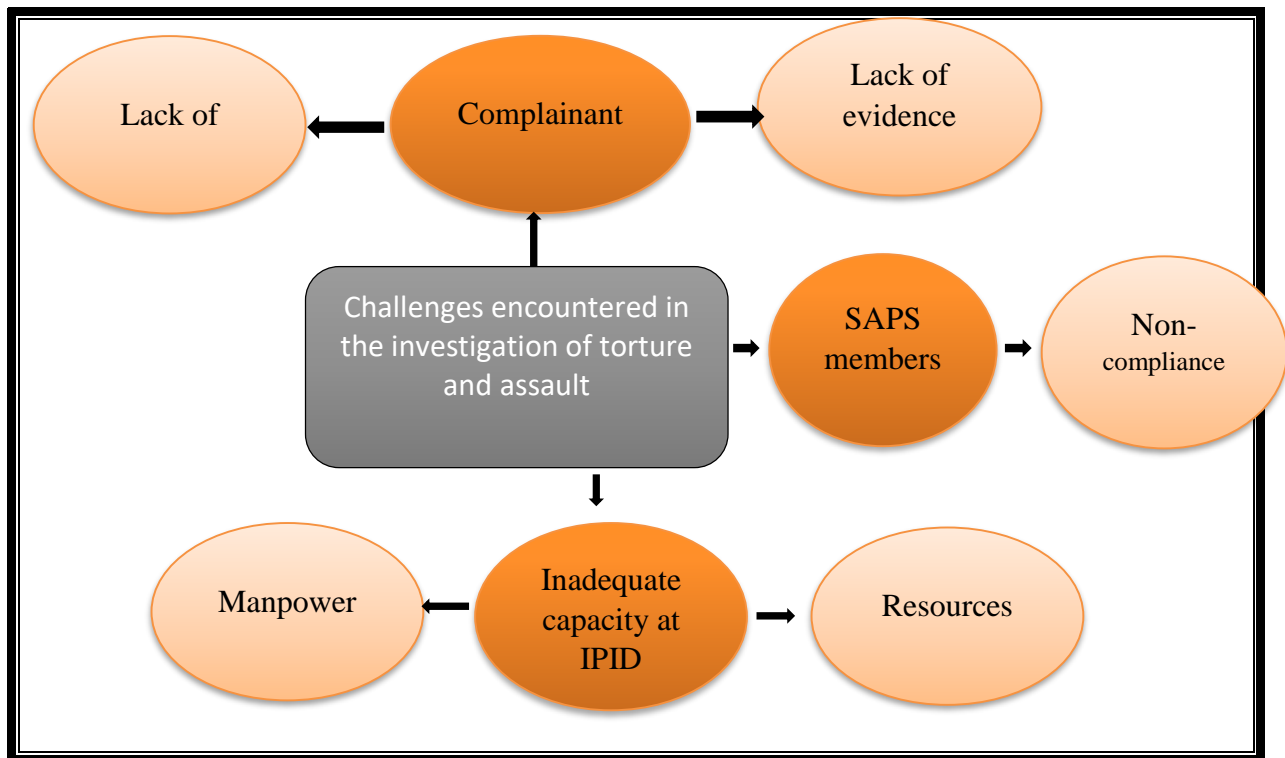 Lack of
Complainant
Lack of
evidence
Challenges encountered in
the investigation of torture
and assault
SAPS
members
Non-
compliance
Manpower
Inadequate
capacity at
IPID
Resources